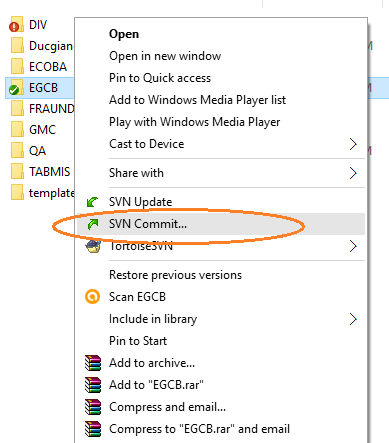 DIV
Ducgian
ECOBA
EGCB
FRAUND
GMC
QA
TABMIS
template
Open
Open in new window
Pin to Quick access
Add to Windows Media Player list
Play with Windows Media Player
Cast to Device
Share with
SVN Update
SVN Commit...
TortoiseSVN
Restore previous versions
Scan EGCB
Include in library
Pin to Start
Add to archive...
Add to "EGCB.rar"
Compress and email...
Compress to "EGCB.rar" and email